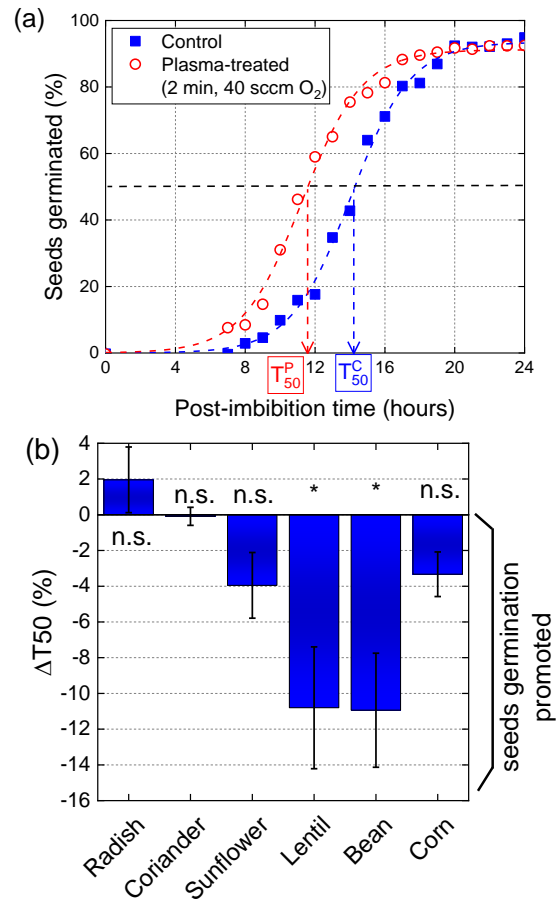 (a)
Control
Plasma-treated
(2 min, 40 sccm O₂)
Seeds germinated (%)
100
80
60
40
20
0
0 4 8 12 16 20 24
T₅₀ᴾ T₅₀ᶜ
Post-imbibition time (hours)
(b)
ΔT50 (%)
4
2
0
-2
-4
-6
-8
-10
-12
-14
-16
n.s. n.s. n.s. * * n.s.
Radish Coriander Sunflower Lentil Bean Corn
seeds germination
promoted